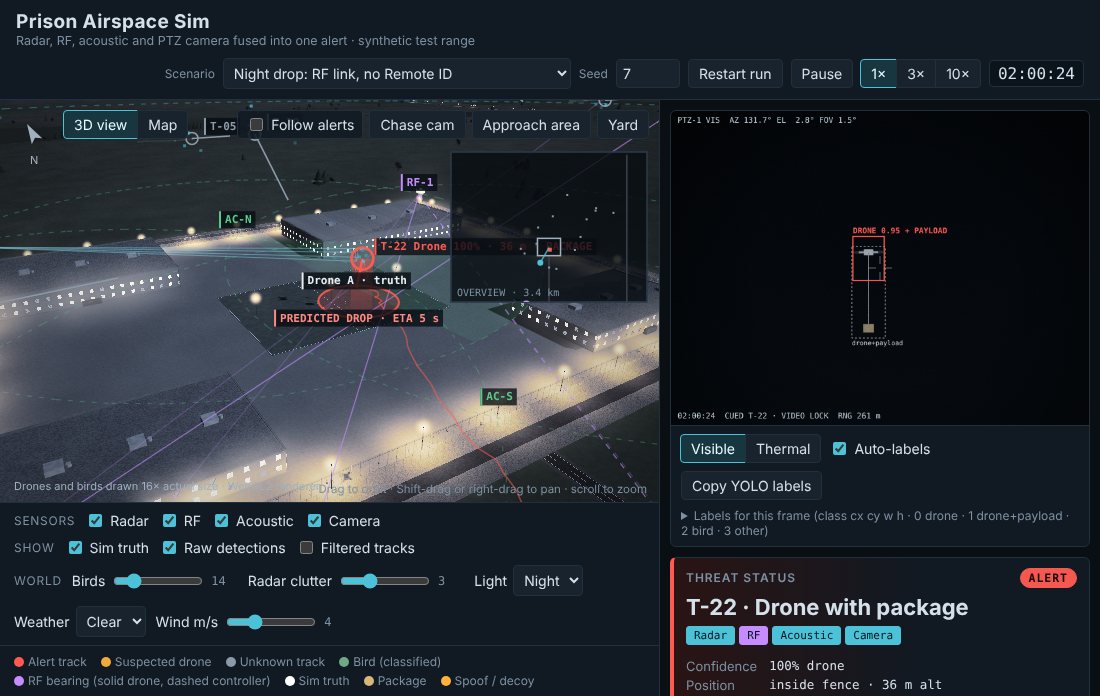 Prison Airspace Sim
Radar, RF, acoustic and PTZ camera fused into one alert · synthetic test range
Scenario Night drop: RF link, no Remote ID Seed 7 Restart run Pause 1× 3× 10× 02:00:24
3D view Map T-05 Follow alerts Chase cam Approach area Yard
N
RF-1
AC-N
T-22 Drone 100% · 36 m · PACKAGE
Drone A · truth
OVERVIEW · 3.4 km
PREDICTED DROP · ETA 5 s
AC-S
Drones and birds drawn 16× actual
Drag to · Shift-drag or right-drag to pan · scroll to zoom
SENSORS Radar RF Acoustic Camera
SHOW Sim truth Raw detections Filtered tracks
WORLD Birds 14 Radar clutter 3 Light Night
Weather Clear Wind m/s 4
Alert track Suspected drone Unknown track Bird (classified)
RF bearing (solid drone, dashed controller) Sim truth Package Spoof / decoy
PTZ-1 VIS AZ 131.7° EL 2.8° FOV 1.5°
DRONE 0.95 + PAYLOAD
drone+payload
02:00:24 CUED T-22 · VIDEO LOCK RNG 261 m
Visible Thermal Auto-labels
Copy YOLO labels
Labels for this frame (class cx cy w h · 0 drone · 1 drone+payload ·
2 bird · 3 other)
THREAT STATUS ALERT
T-22 · Drone with package
Radar RF Acoustic Camera
Confidence 100% drone
Position inside fence · 36 m alt